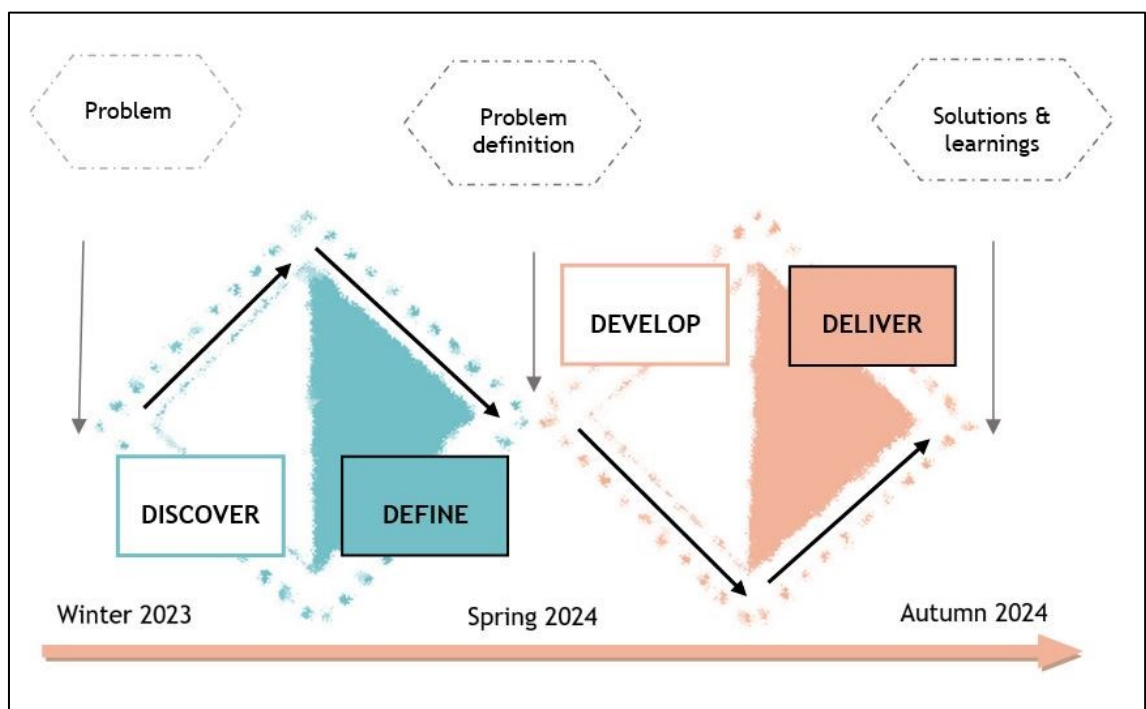 Problem
Problem
definition
Solutions &
learnings
DEVELOP
DELIVER
DISCOVER
DEFINE
Winter 2023
Spring 2024
Autumn 2024